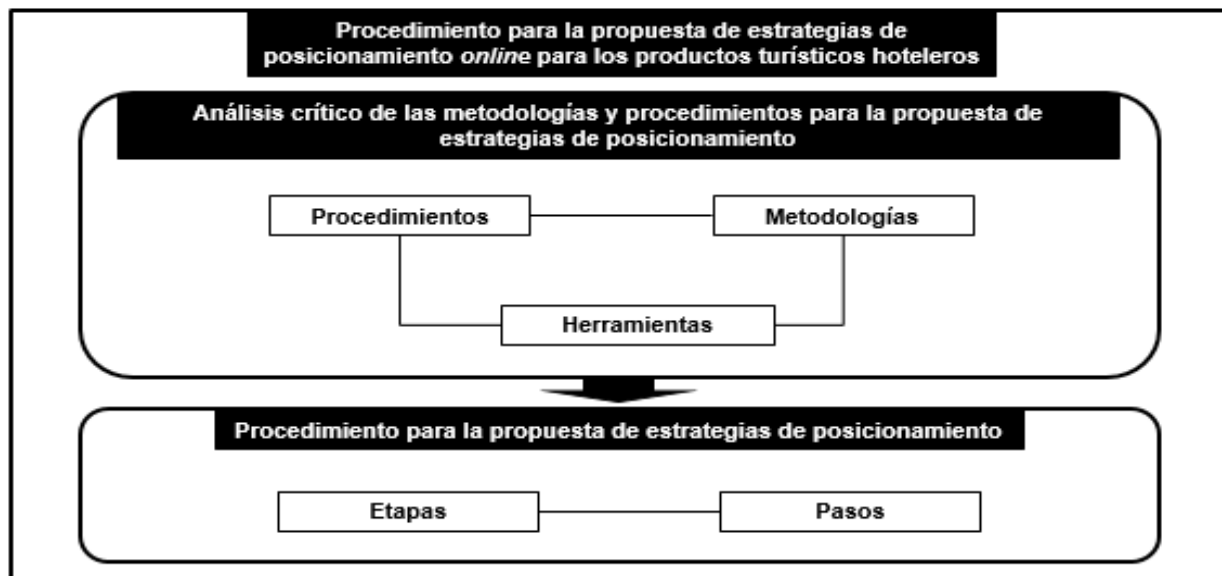 Procedimiento para la propuesta de estrategias de
posicionamiento online para los productos turísticos hoteleros
Análisis crítico de las metodologías y procedimientos para la propuesta de
estrategias de posicionamiento
Procedimientos
Metodologías
Herramientas
Procedimiento para la propuesta de estrategias de posicionamiento
Etapas
Pasos